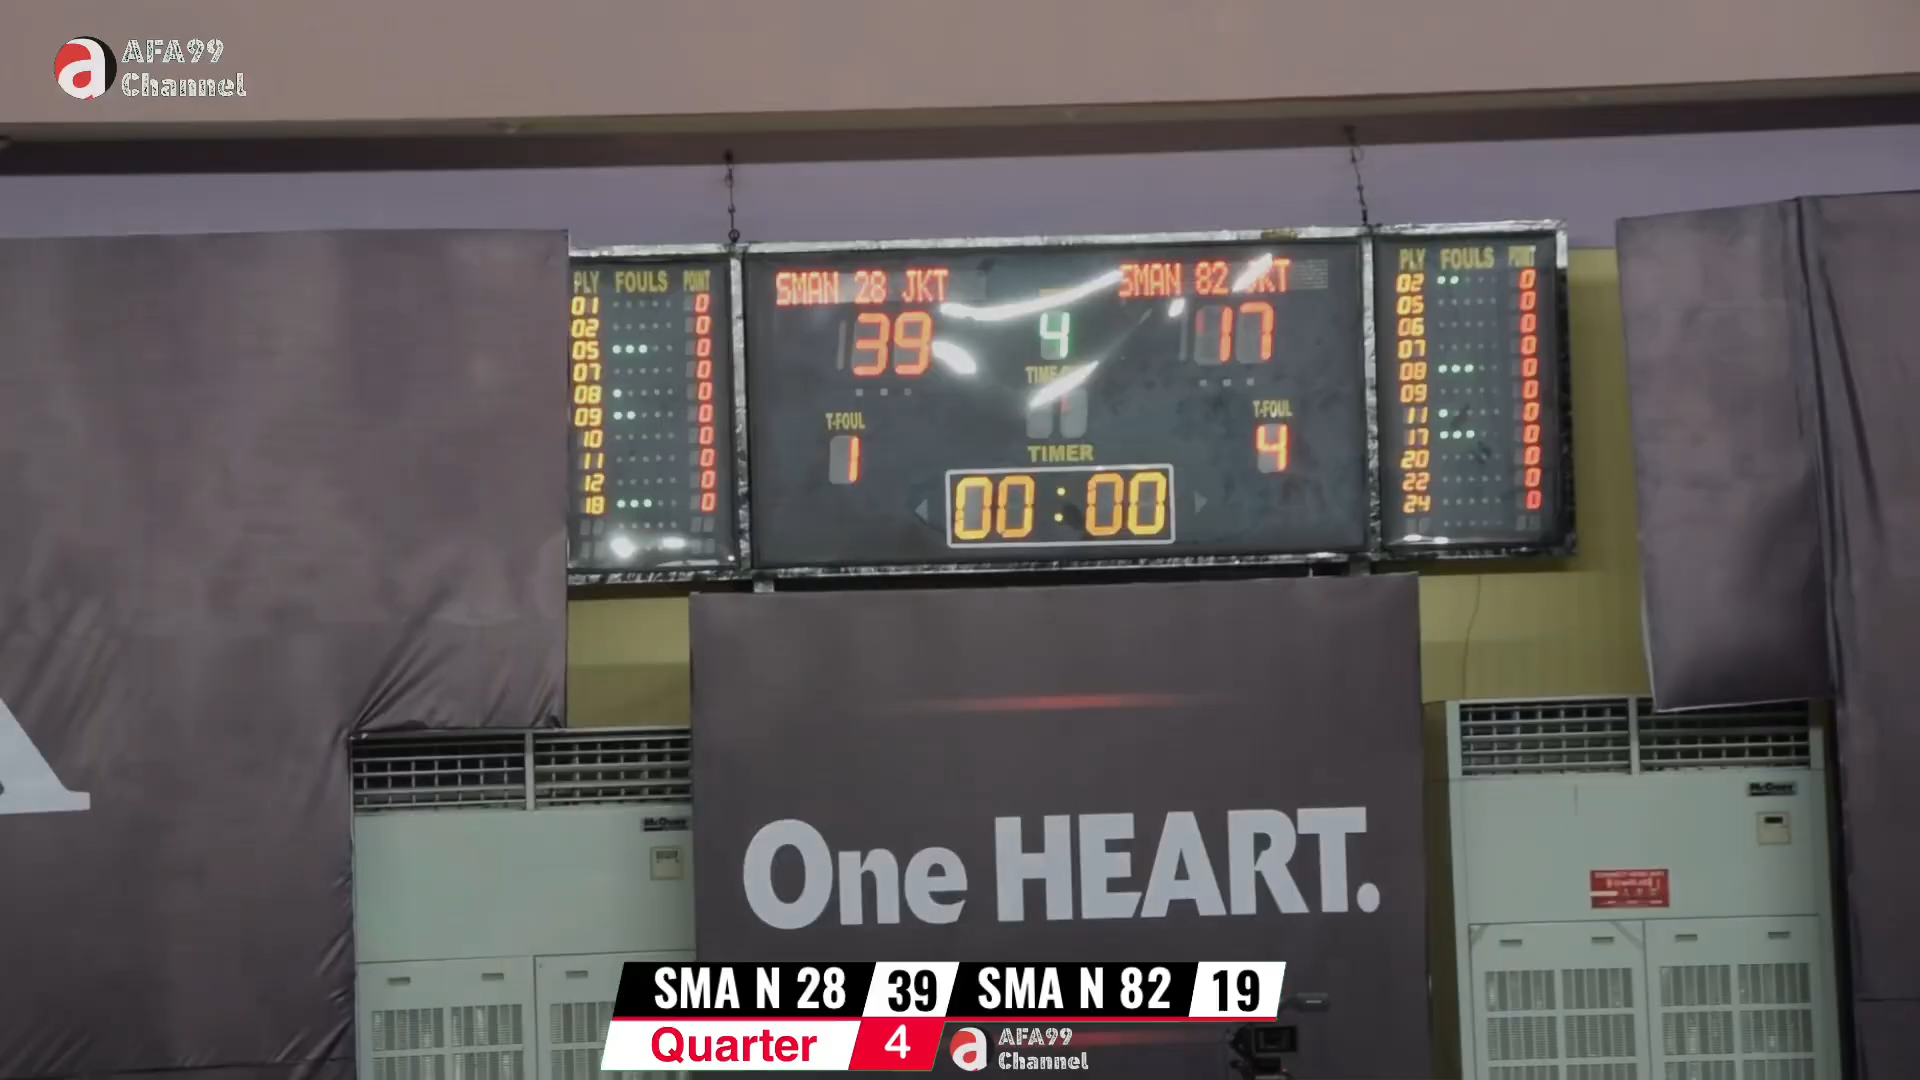 AFA99
Channel
PLY FOULS POINT
01 0
02 0
05 0
07 0
08 0
09 0
10 0
11 0
12 0
18 0
SMAN 28 JKT
39
4
SMAN 82 JKT
17
T-FOUL
1
T-FOUL
4
TIMER
00:00
PLY FOULS POINT
02 0
05 0
06 0
07 0
08 0
09 0
11 0
17 0
20 0
22 0
24 0
One HEART.
SMA N 28 39 SMA N 82 19
Quarter 4
AFA99
Channel